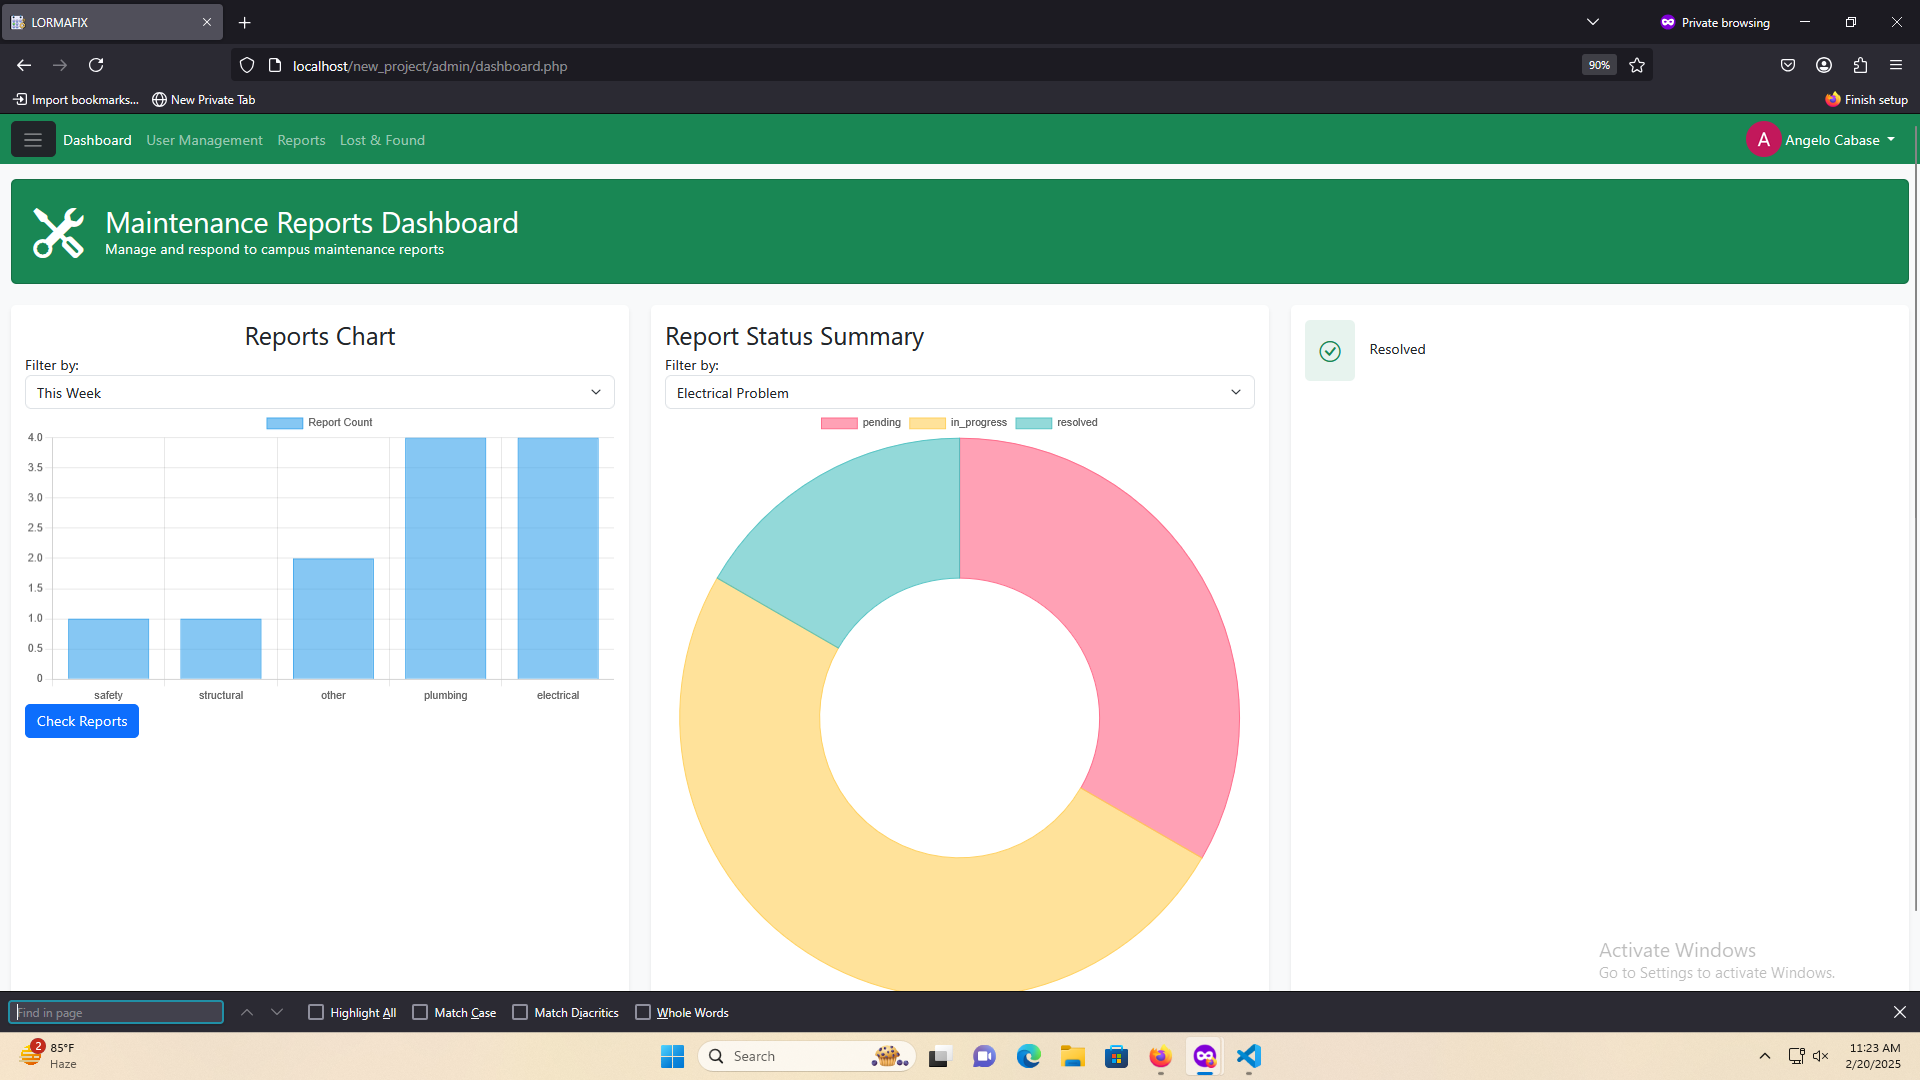 LORMAFIX
Private browsing
localhost/new_project/admin/dashboard.php
90%
Import bookmarks...
New Private Tab
Finish setup
Dashboard
User Management
Reports
Lost & Found
A
Angelo Cabase
Maintenance Reports Dashboard
Manage and respond to campus maintenance reports
Reports Chart
Filter by:
This Week
Report Count
4.0
3.5
3.0
2.5
2.0
1.5
1.0
0.5
0
safety
structural
other
plumbing
electrical
Check Reports
Report Status Summary
Filter by:
Electrical Problem
pending
in_progress
resolved
Resolved
Activate Windows
Go to Settings to activate Windows.
Find in page
Highlight All
Match Case
Match Diacritics
Whole Words
2
85°F
Haze
Search
11:23 AM
2/20/2025